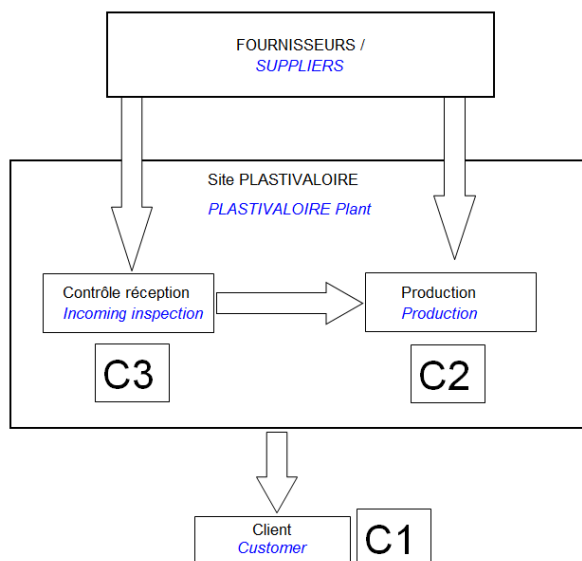 FOURNISSEURS /
SUPPLIERS
Site PLASTIVALOIRE
PLASTIVALOIRE Plant
Contrôle réception
Incoming inspection
Production
Production
C3
C2
Client
Customer
C1